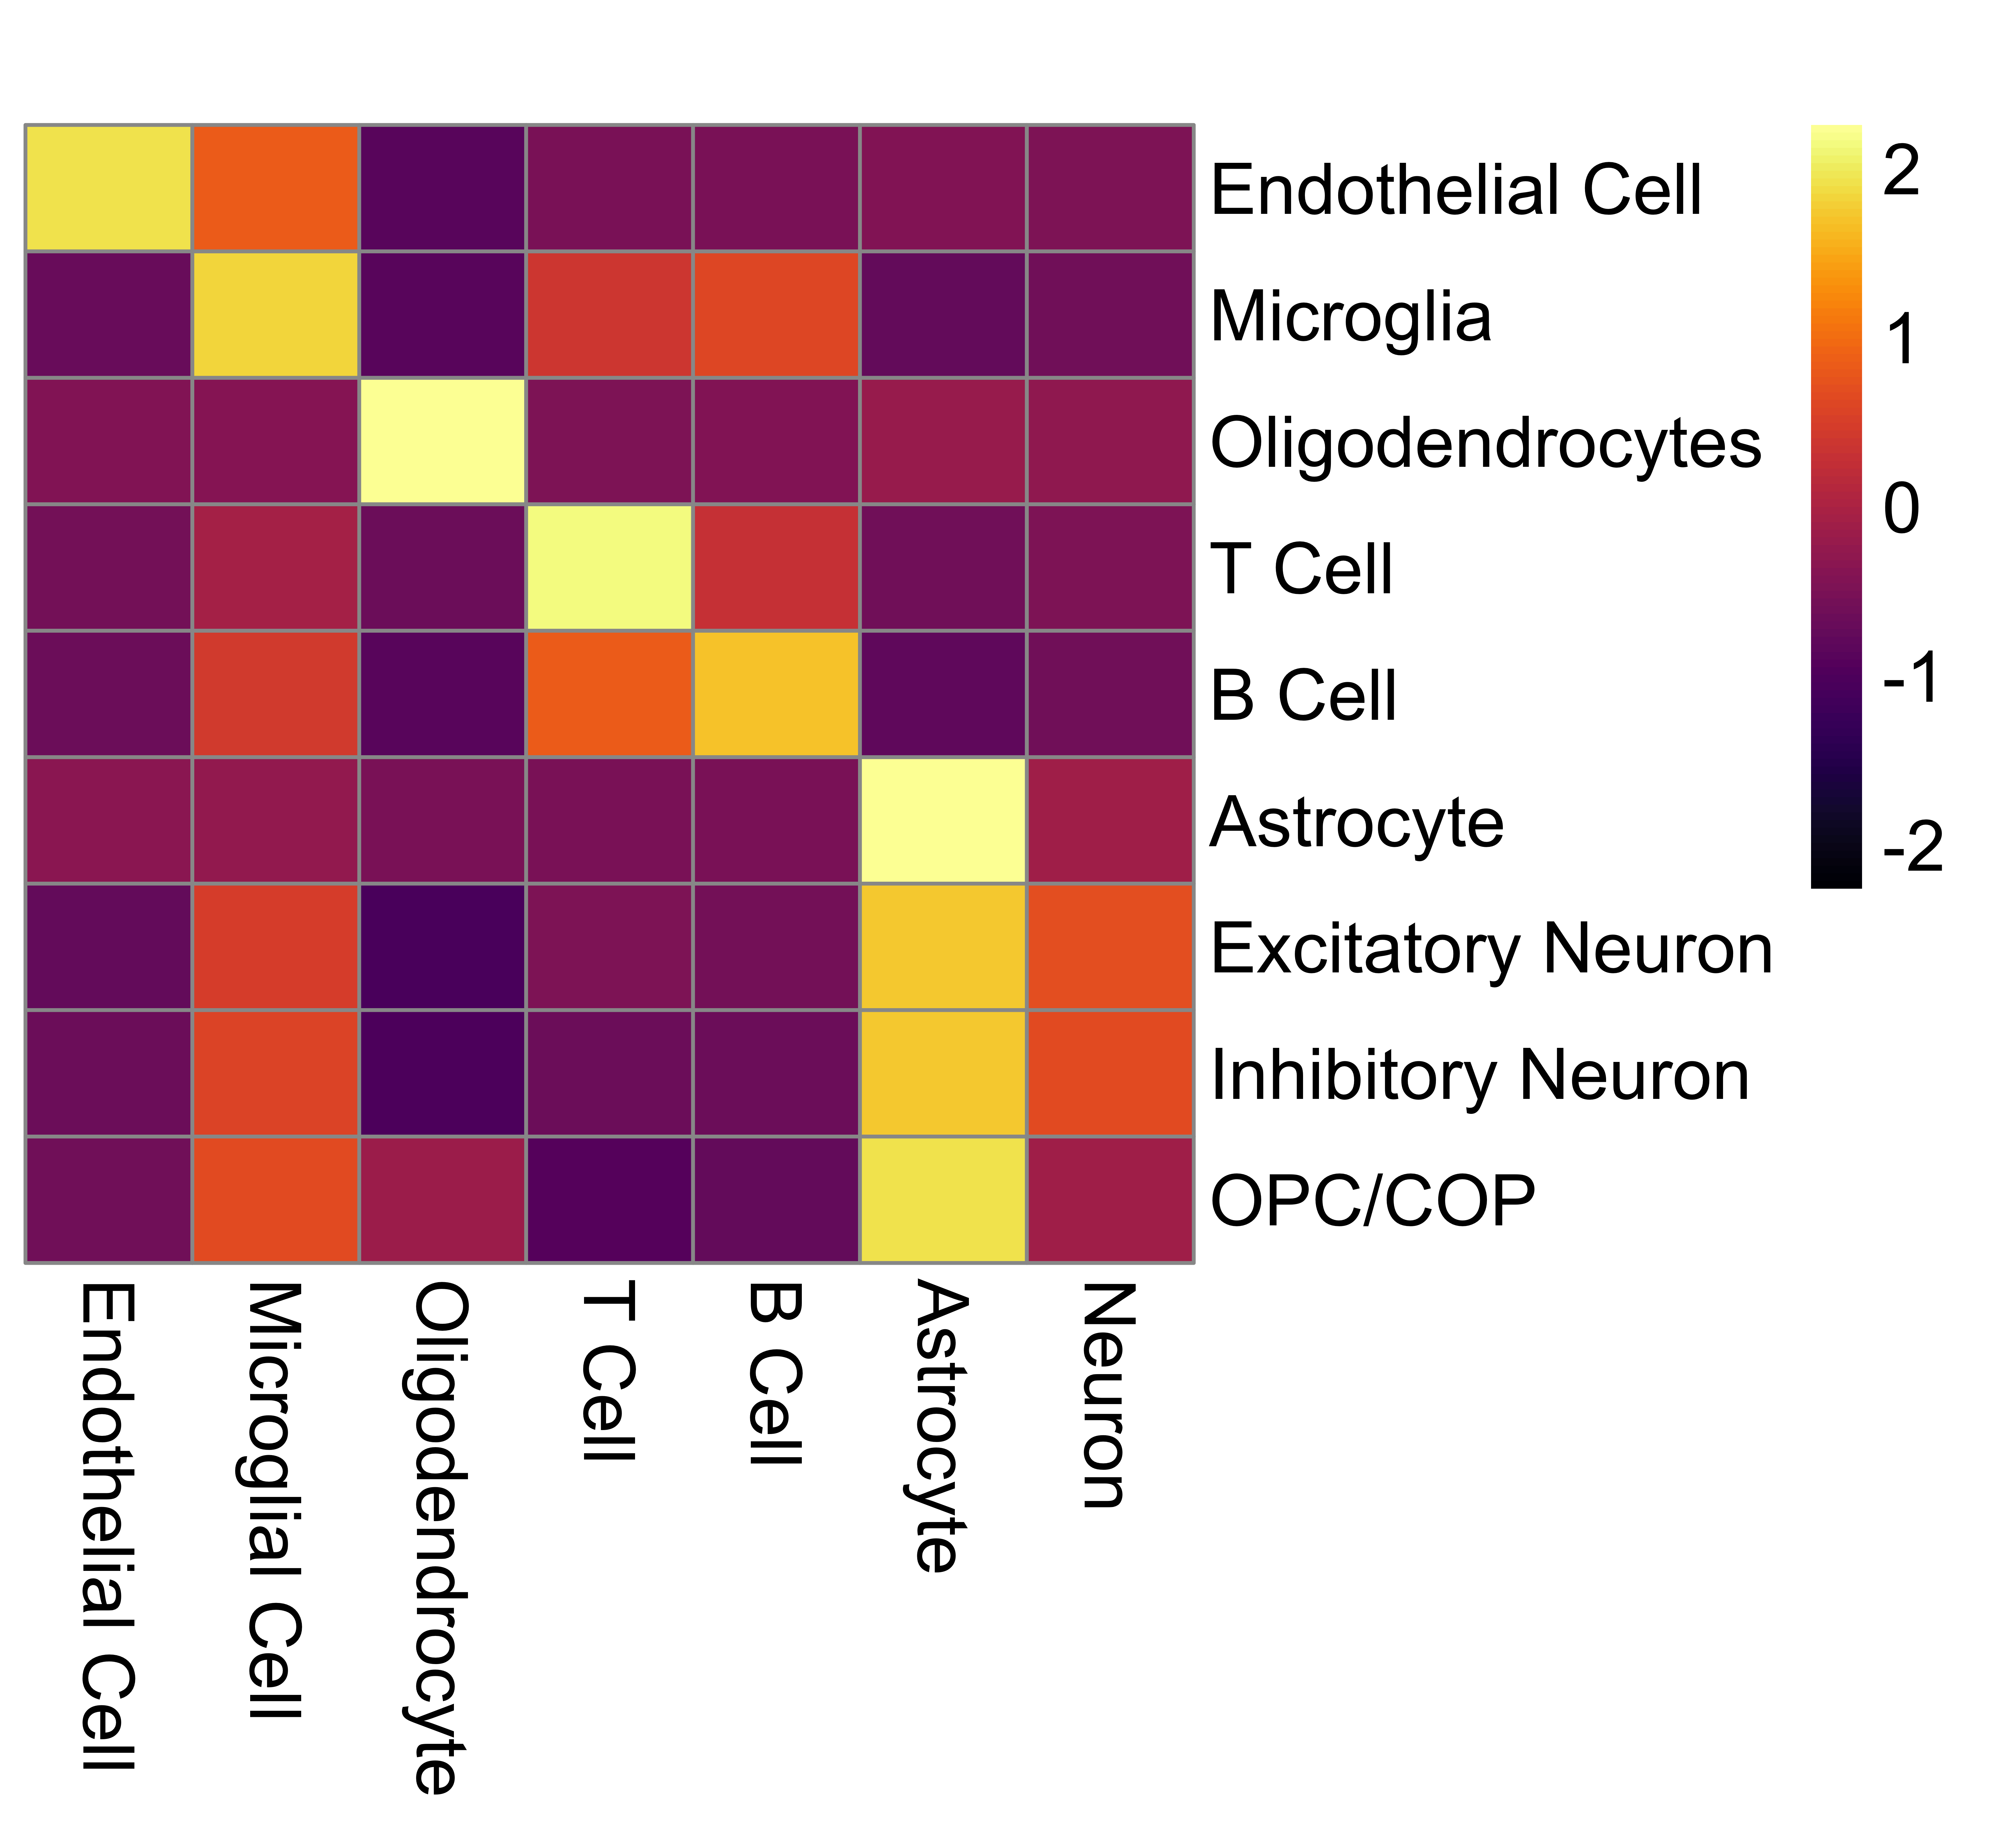 Endothelial Cell
Microglia
Oligodendrocytes
T Cell
B Cell
Astrocyte
Excitatory Neuron
Inhibitory Neuron
OPC/COP
2
1
0
-1
-2
Endothelial Cell
Microglial Cell
Oligodendrocyte
T Cell
B Cell
Astrocyte
Neuron